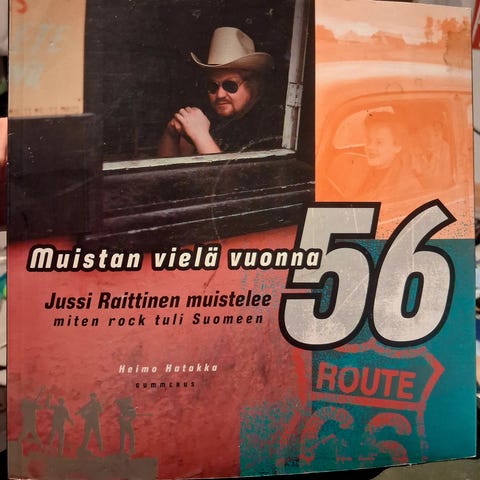 Muistan vielä vuonna
56
Jussi Raittinen muistelee
miten rock tuli Suomeen
Heimo Hatakka
GUMMERUS
ROUTE
66